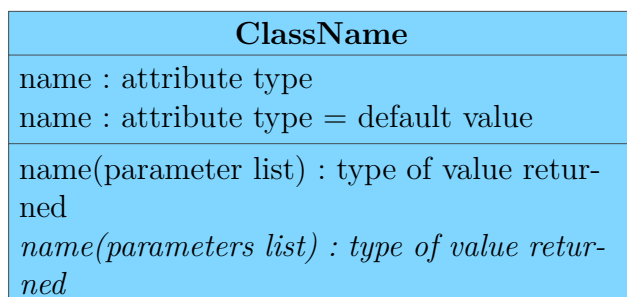 ClassName
name : attribute type
name : attribute type = default value
name(parameter list) : type of value retur-
ned
name(parameters list) : type of value retur-
ned